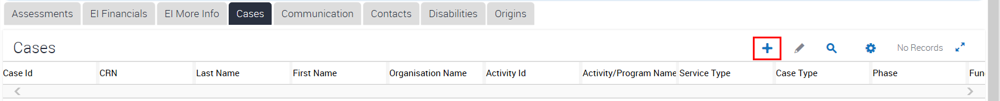 Assessments EI Financials EI More Info Cases Communication Contacts Disabilities Origins
Cases No Records
Case Id CRN Last Name First Name Organisation Name Activity Id Activity/Program Name Service Type Case Type Phase Fun